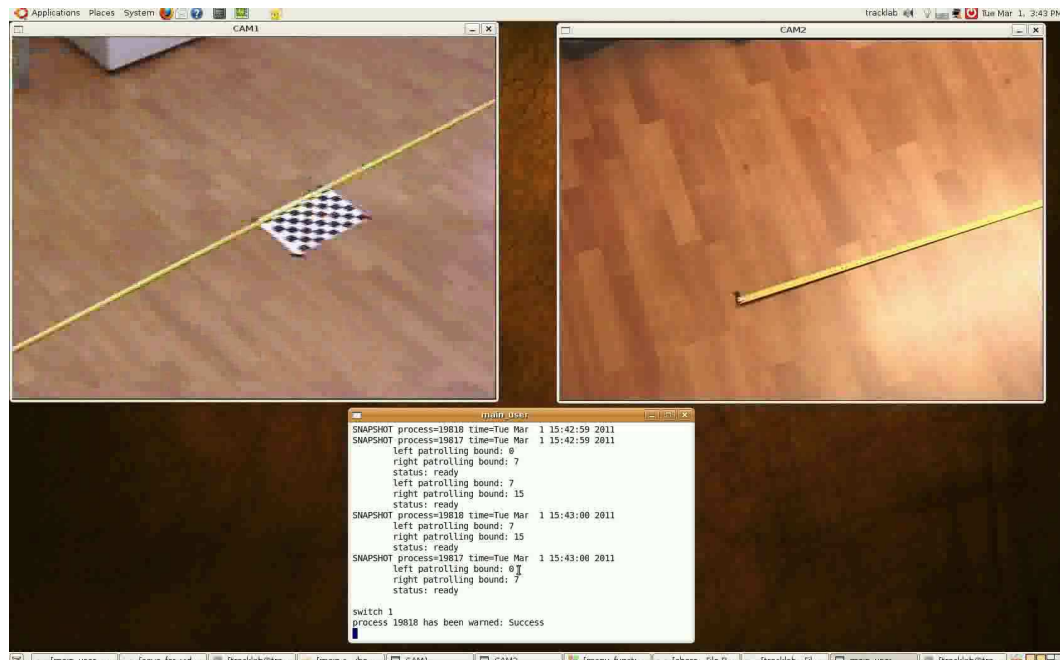 Applications Places System
tracklab
Tue Mar 1, 3:43 PM
CAM1
CAM2
main_user
SNAPSHOT process=19818 time=Tue Mar 1 15:42:59 2011
SNAPSHOT process=19817 time=Tue Mar 1 15:42:59 2011
left patrolling bound: 0
right patrolling bound: 7
status: ready
left patrolling bound: 7
right patrolling bound: 15
status: ready
SNAPSHOT process=19818 time=Tue Mar 1 15:43:00 2011
left patrolling bound: 7
right patrolling bound: 15
status: ready
SNAPSHOT process=19817 time=Tue Mar 1 15:43:00 2011
left patrolling bound: 0
right patrolling bound: 7
status: ready
switch 1
process 19818 has been warned: Success
CAM1
CAM2